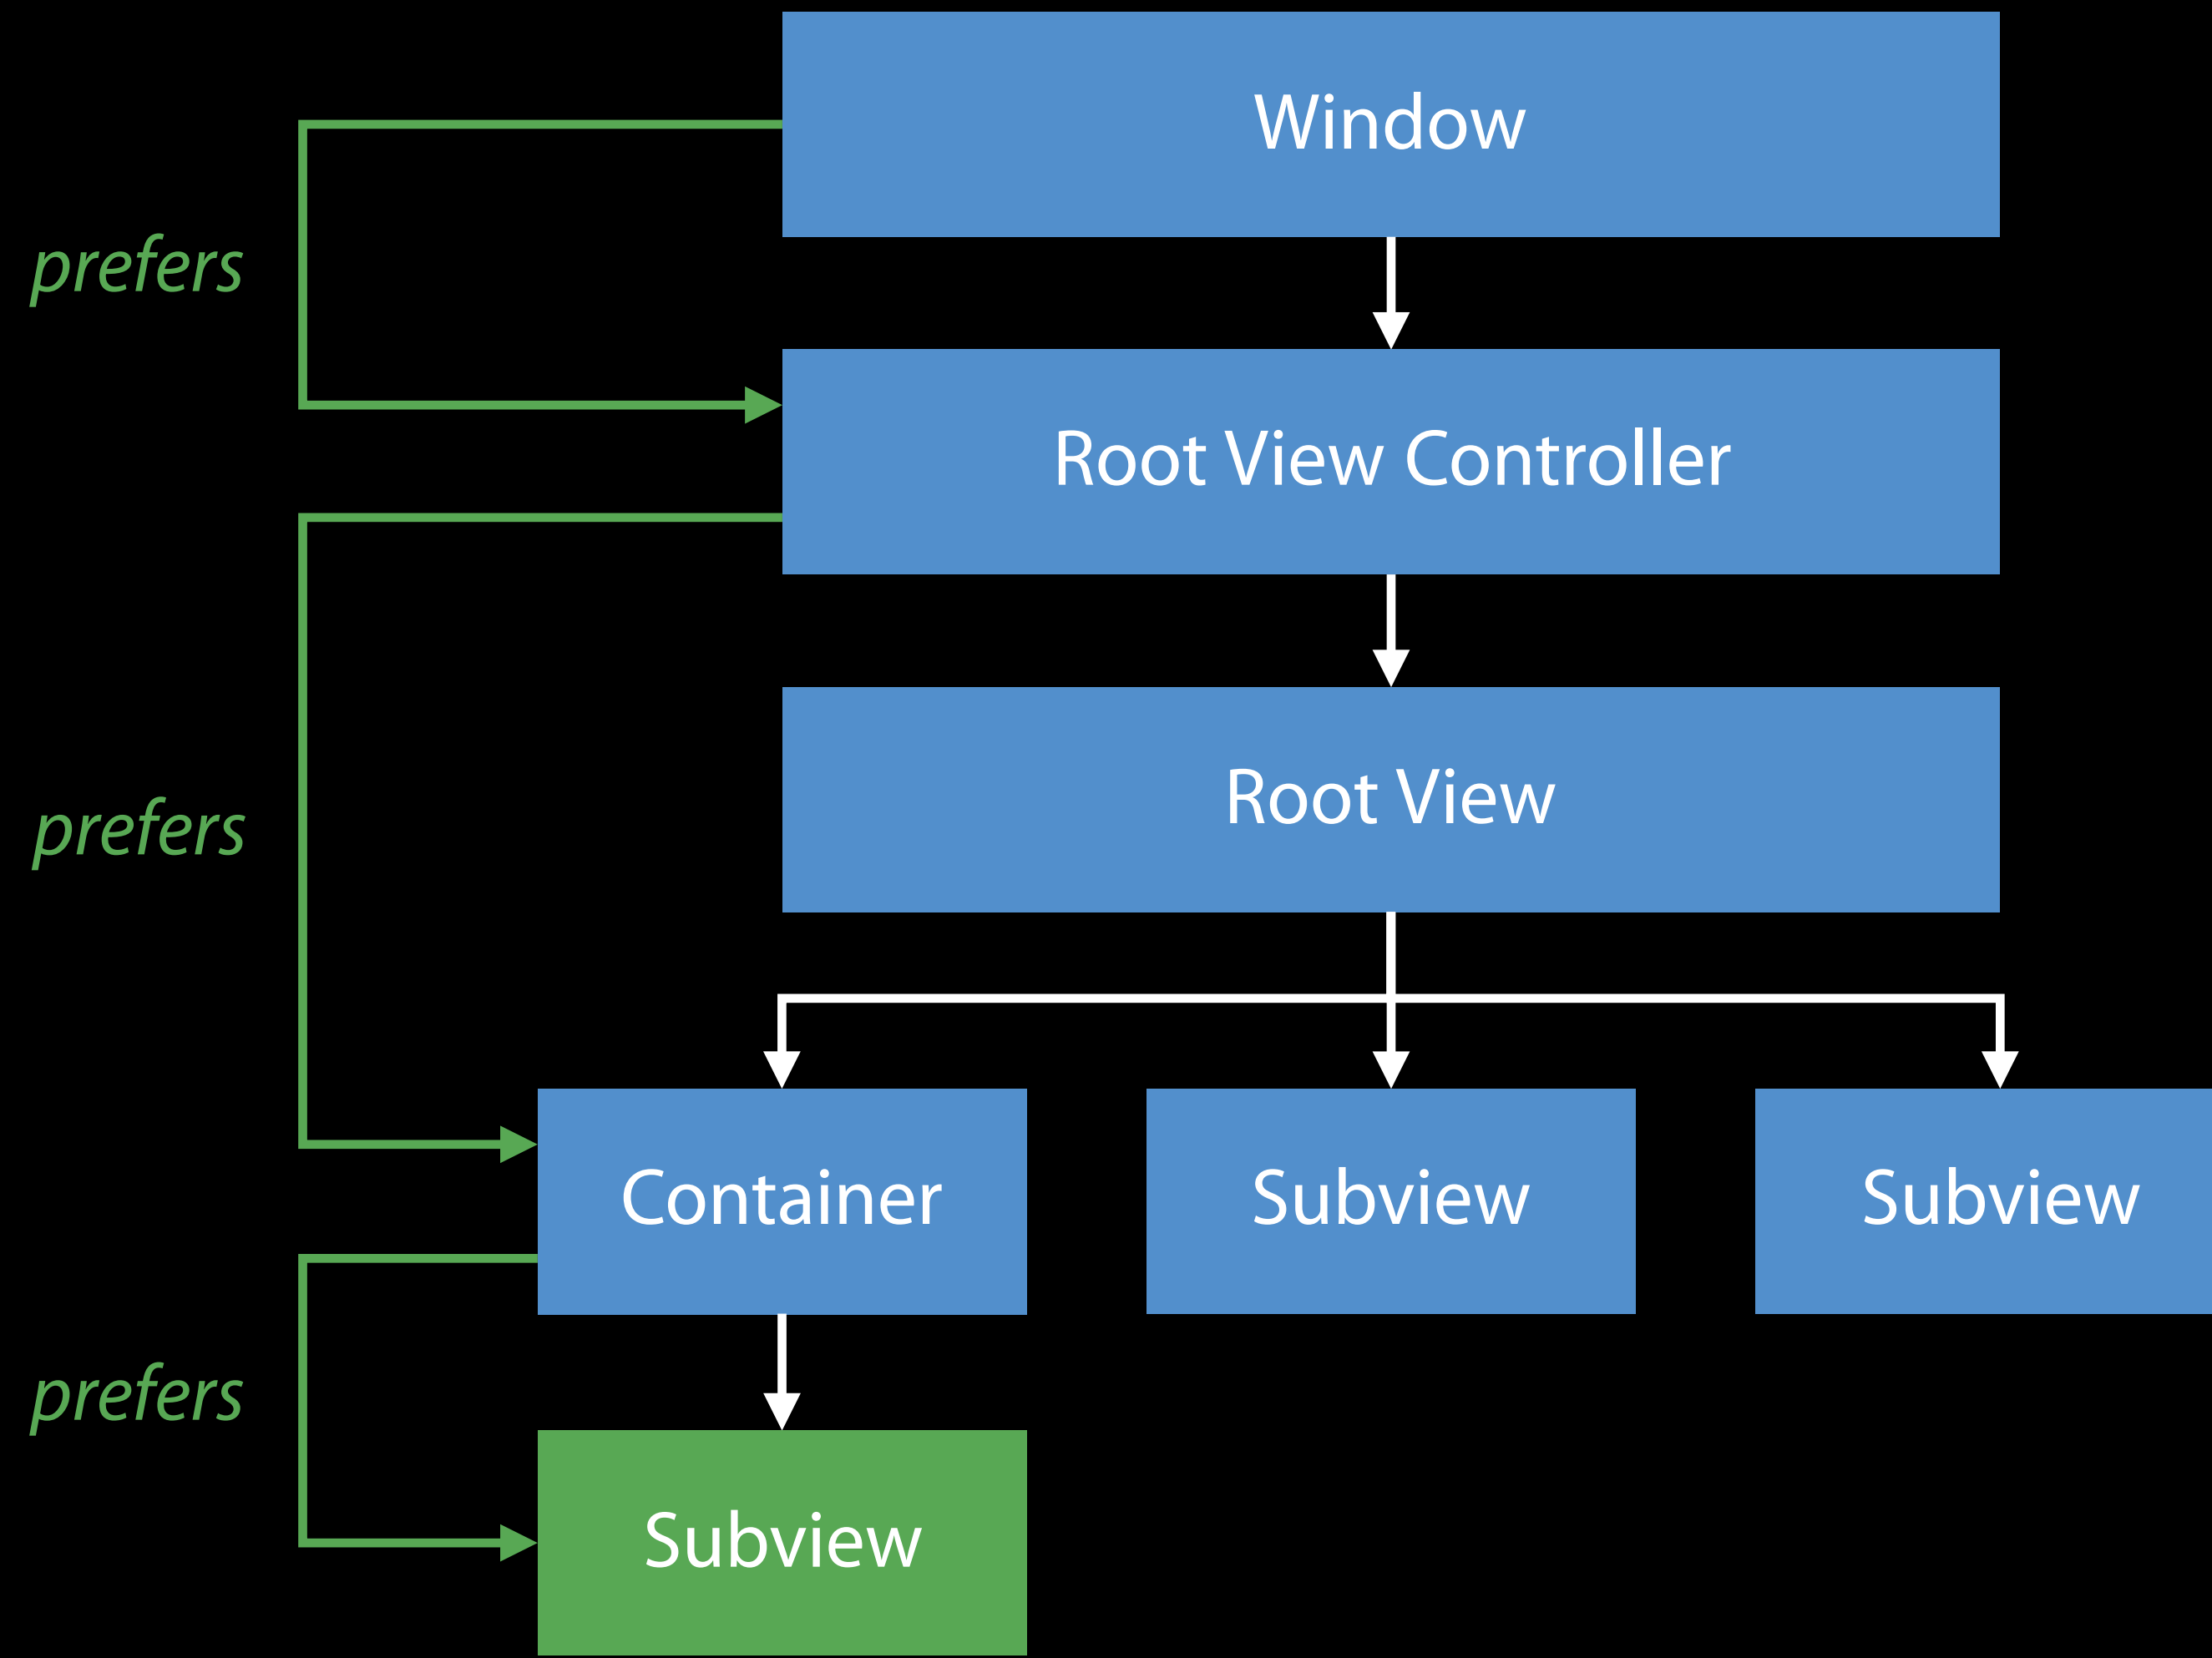 Window
prefers
Root View Controller
Root View
prefers
Container
Subview
Subview
prefers
Subview